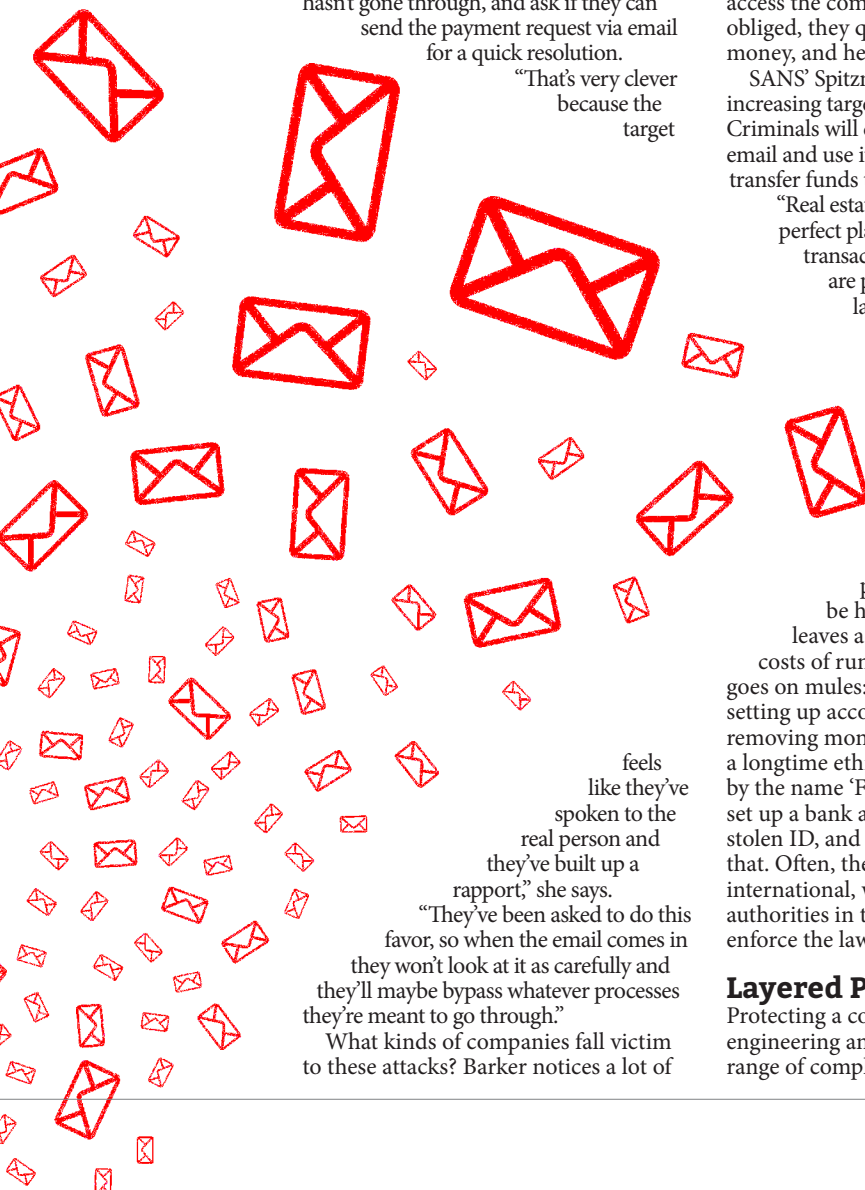 hasn't gone through, and ask if they can
send the payment request via email
for a quick resolution.
“That's very clever
because the
target
feels
like they've
spoken to the
real person and
they've built up a
rapport,” she says.
“They've been asked to do this
favor, so when the email comes in
they won't look at it as carefully and
they'll maybe bypass whatever processes
they're meant to go through.”
What kinds of companies fall victim
to these attacks? Barker notices a lot of
access the com
obliged, they q
money, and he
SANS’ Spitzn
increasing targe
Criminals will
email and use i
transfer funds
“Real esta
perfect pl
transac
are p
la
be h
leaves a
costs of run
goes on mules:
setting up acco
removing mon
a longtime eth
by the name ‘F
set up a bank a
stolen ID, and
that. Often, the
international,
authorities in t
enforce the law
Layered P
Protecting a co
engineering an
range of compl